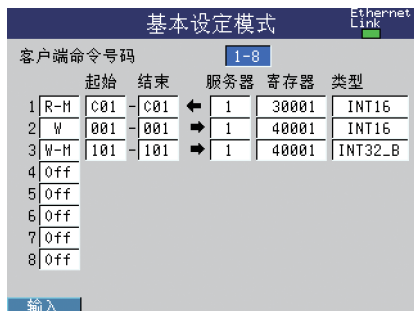 基本设定模式
Ethernet
Link
客户端命令号码 1-8
起始 结束 服务器 寄存器 类型
1 R-M C01 - C01 ← 1 30001 INT16
2 W 001 - 001 → 1 40001 INT16
3 W-M 101 - 101 → 1 40001 INT32_B
4 Off
5 Off
6 Off
7 Off
8 Off
输入